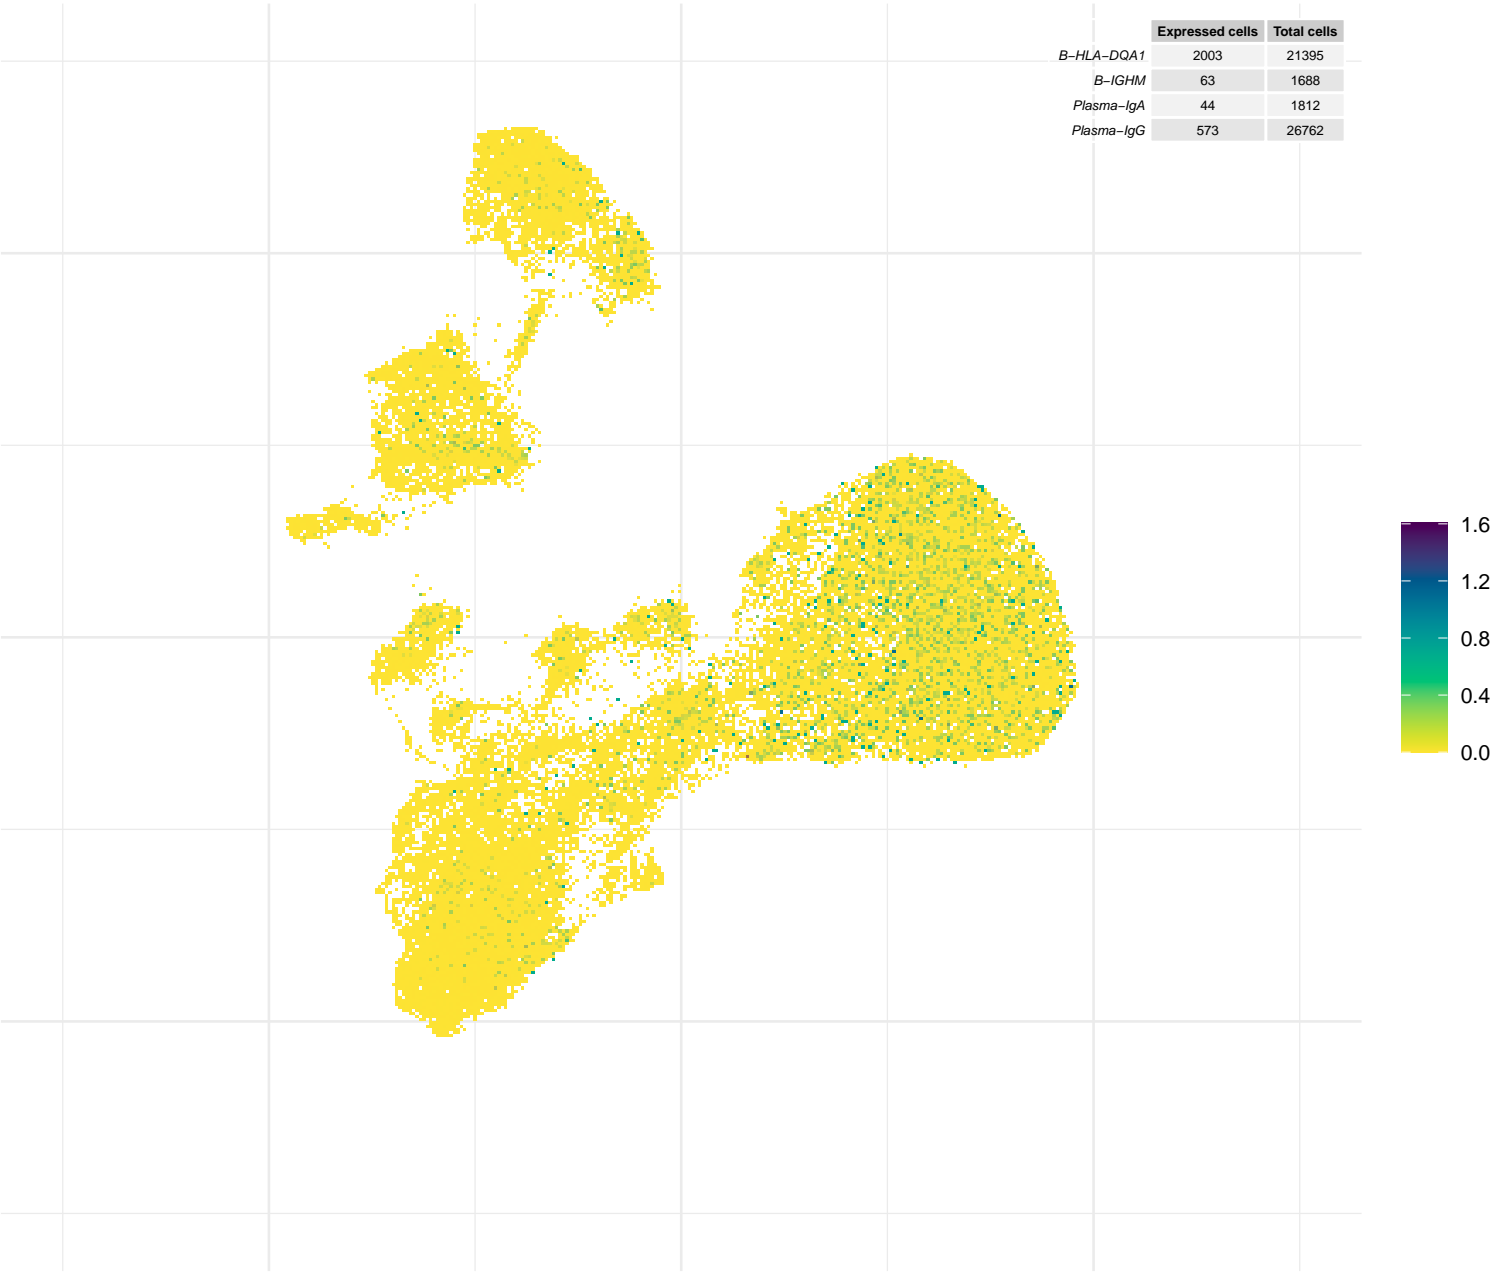 Expressed cells Total cells
B−HLA−DQA1 2003 21395
B−IGHM 63 1688
Plasma−IgA 44 1812
Plasma−IgG 573 26762
1.6
1.2
0.8
0.4
0.0